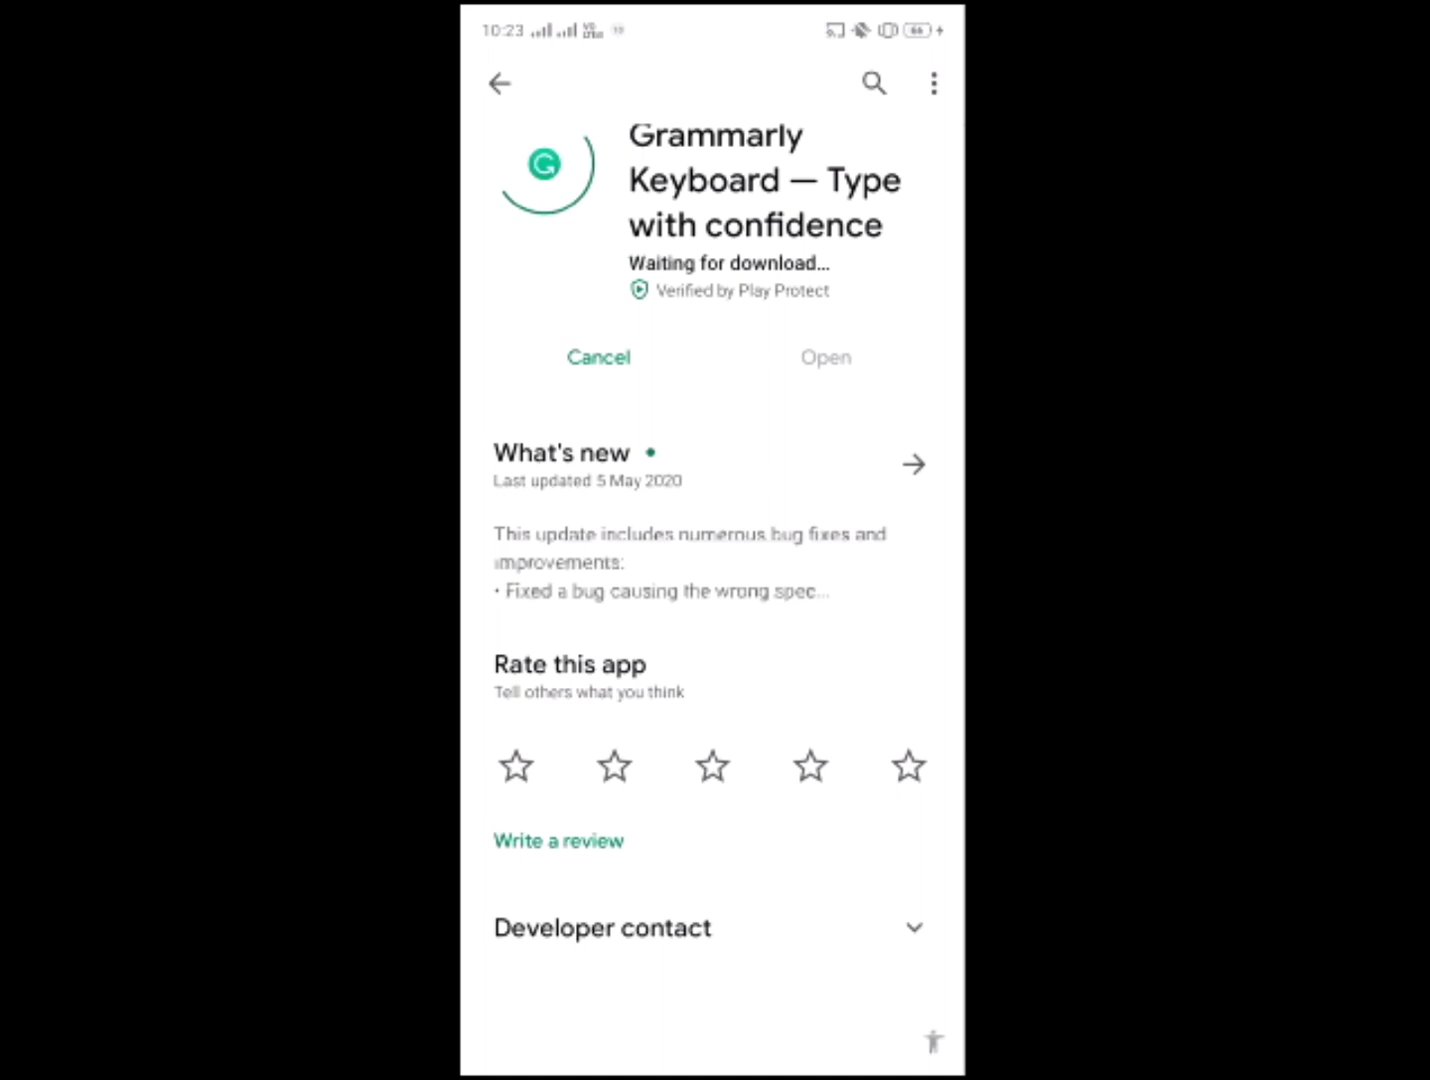 10:23
66
Grammarly
Keyboard — Type
with confidence
Waiting for download...
Verified by Play Protect
Cancel
Open
What's new
Last updated 5 May 2020
This update includes numerous bug fixes and
improvements:
• Fixed a bug causing the wrong spec...
Rate this app
Tell others what you think
Write a review
Developer contact